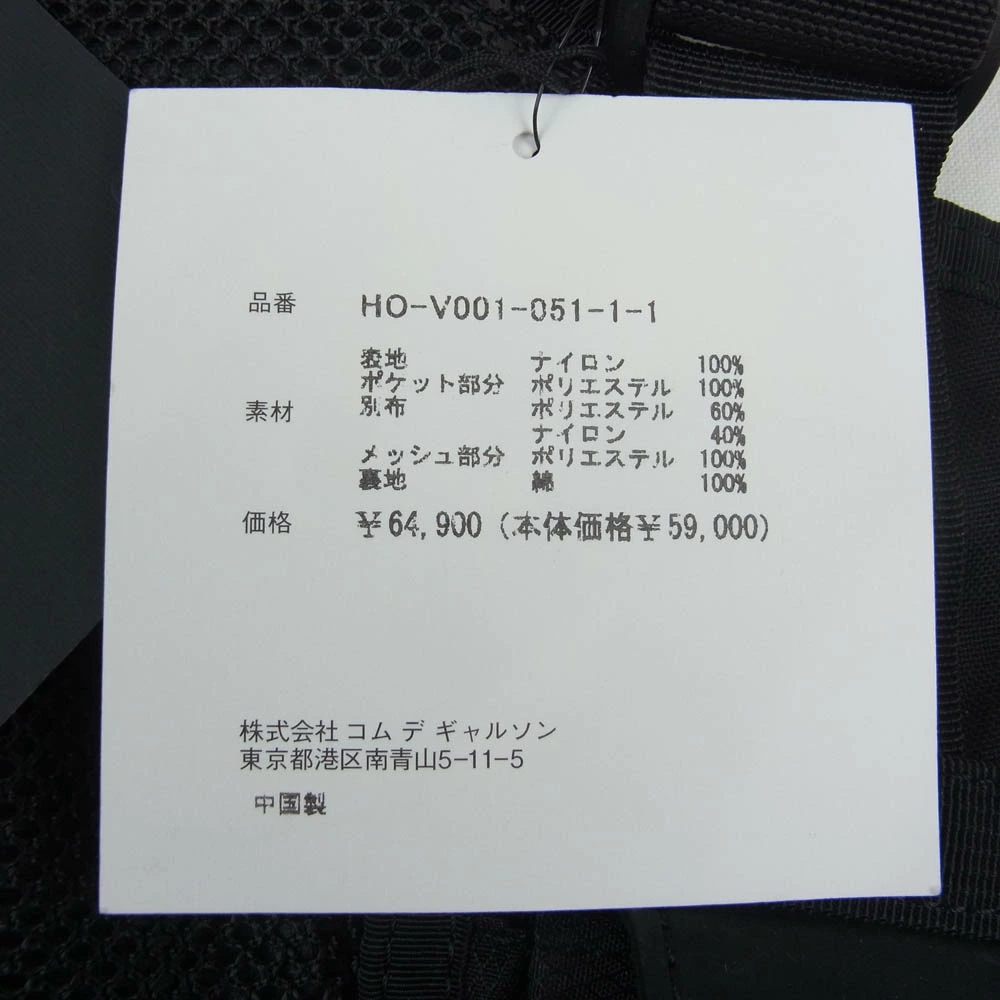 品番 HO-V001-051-1-1
表地 ナイロン 100%
ポケット部分 ポリエステル 100%
素材 別布 ポリエステル 60%
ナイロン 40%
メッシュ部分 ポリエステル 100%
裏地 綿 100%
価格 ¥64,900 (本体価格¥59,000)
株式会社 コム デ ギャルソン
東京都港区南青山5-11-5
中国製